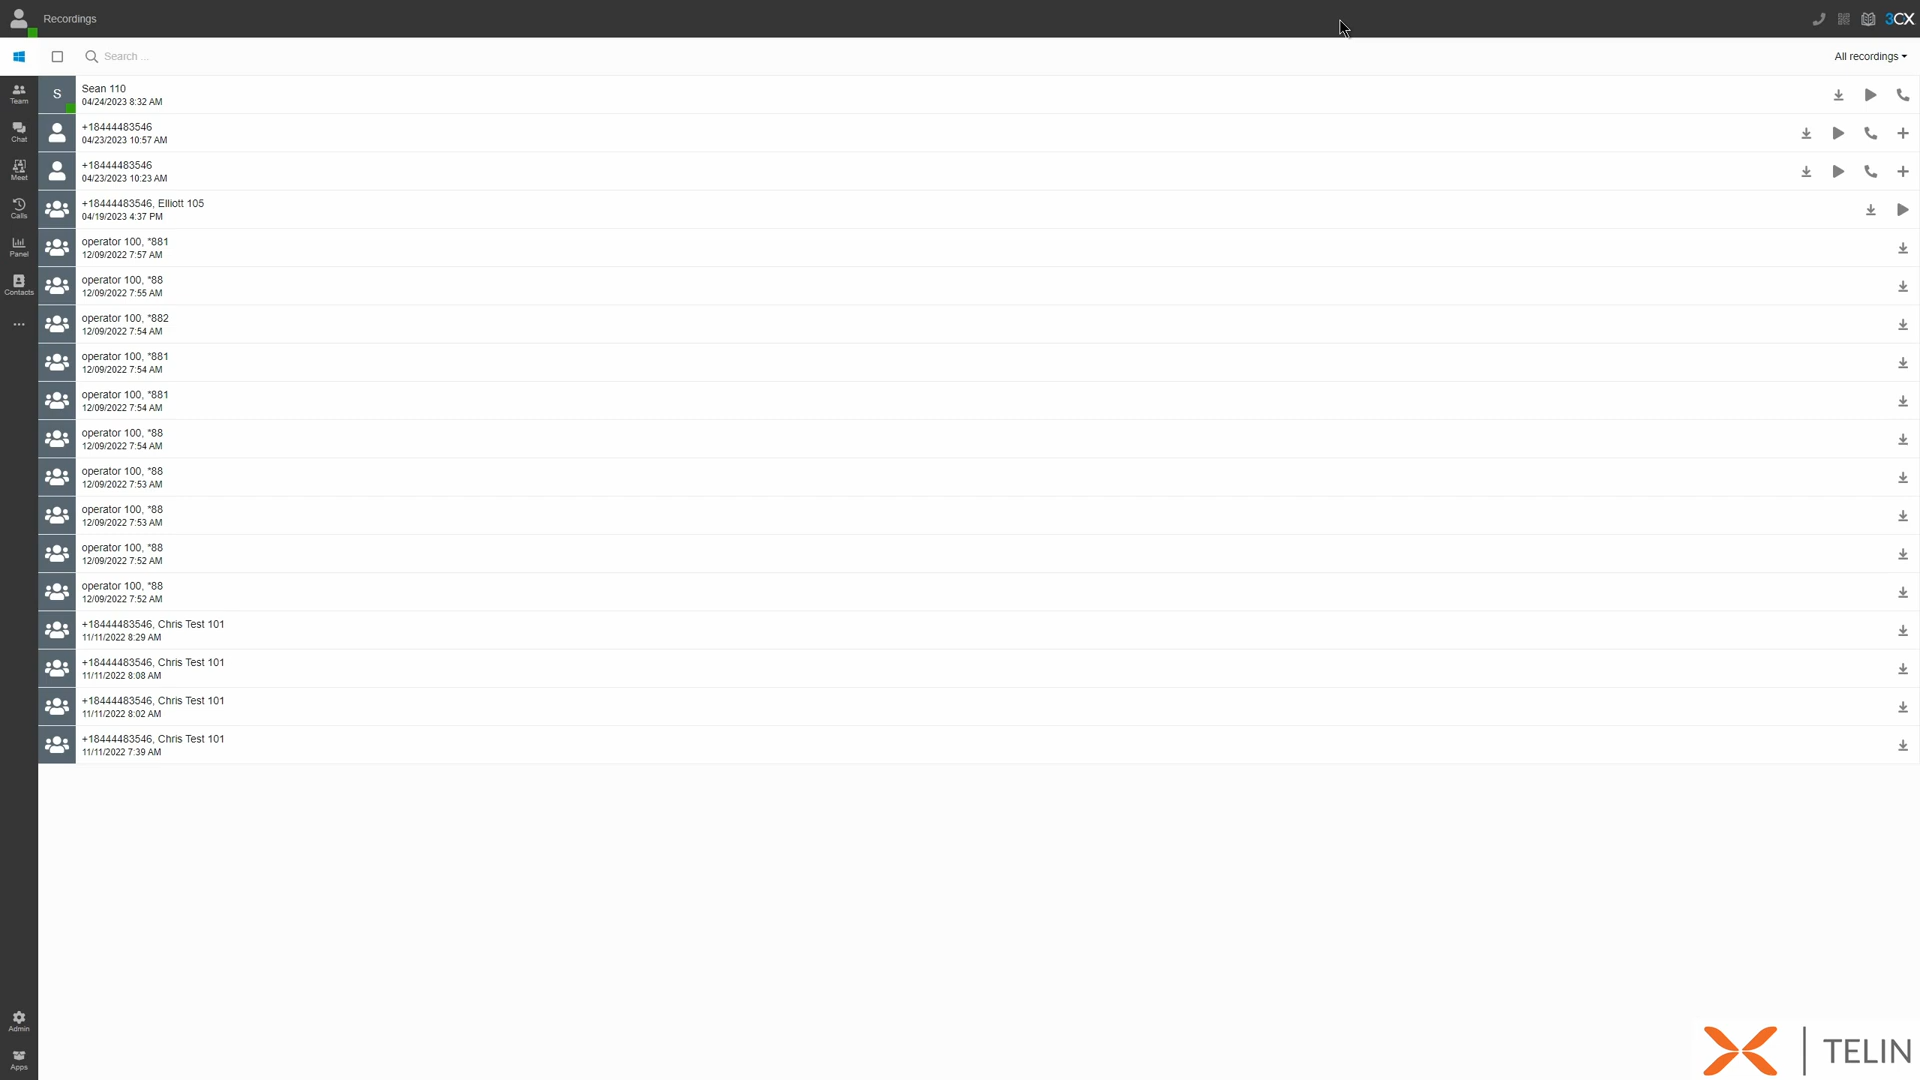 Recordings
3CX
Search ...
All recordings
Team
Chat
Meet
Calls
Panel
Contacts
S
Sean 110
04/24/2023 8:32 AM
+18444483546
04/23/2023 10:57 AM
+18444483546
04/23/2023 10:23 AM
+18444483546, Elliott 105
04/19/2023 4:37 PM
operator 100, *881
12/09/2022 7:57 AM
operator 100, *88
12/09/2022 7:55 AM
operator 100, *882
12/09/2022 7:54 AM
operator 100, *881
12/09/2022 7:54 AM
operator 100, *881
12/09/2022 7:54 AM
operator 100, *88
12/09/2022 7:54 AM
operator 100, *88
12/09/2022 7:53 AM
operator 100, *88
12/09/2022 7:53 AM
operator 100, *88
12/09/2022 7:52 AM
operator 100, *88
12/09/2022 7:52 AM
+18444483546, Chris Test 101
11/11/2022 8:29 AM
+18444483546, Chris Test 101
11/11/2022 8:08 AM
+18444483546, Chris Test 101
11/11/2022 8:02 AM
+18444483546, Chris Test 101
11/11/2022 7:39 AM
Admin
Apps
TELIN